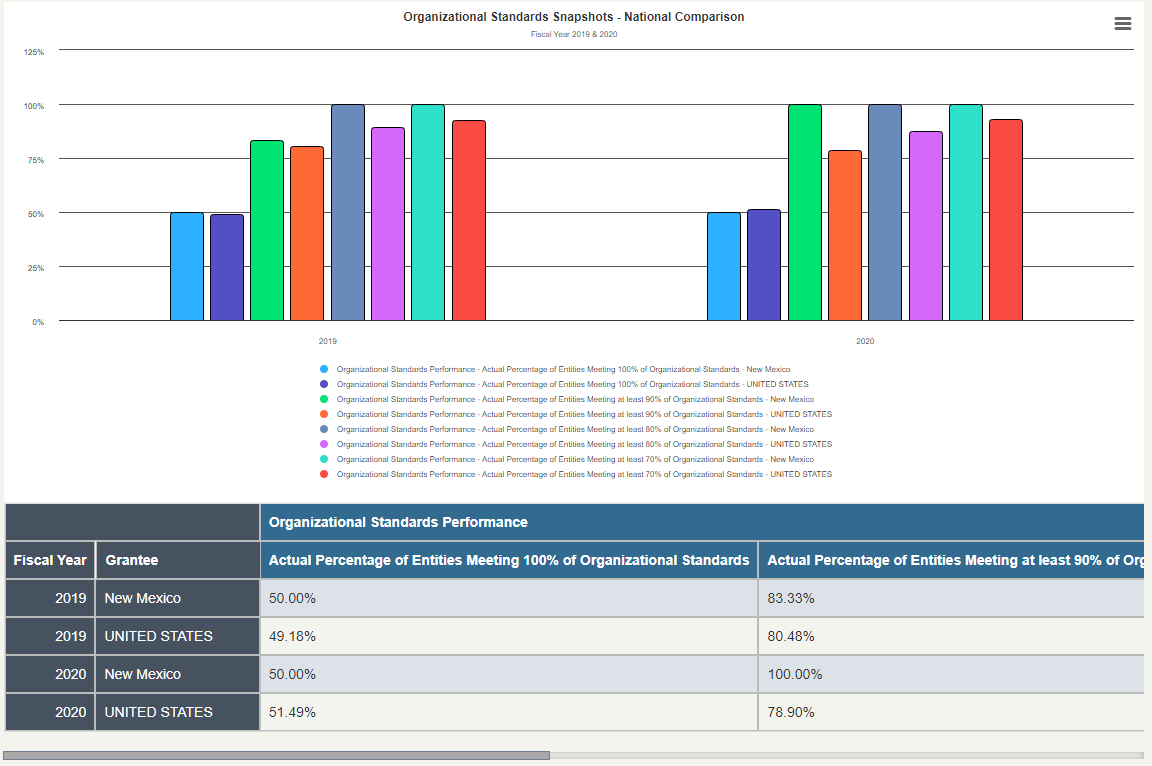 Organizational Standards Snapshots - National Comparison
Fiscal Year 2019 & 2020
125%
100%
75%
50%
25%
0%
2019 2020
Organizational Standards Performance - Actual Percentage of Entities Meeting 100% of Organizational Standards - New Mexico
Organizational Standards Performance - Actual Percentage of Entities Meeting 100% of Organizational Standards - UNITED STATES
Organizational Standards Performance - Actual Percentage of Entities Meeting at least 90% of Organizational Standards - New Mexico
Organizational Standards Performance - Actual Percentage of Entities Meeting at least 90% of Organizational Standards - UNITED STATES
Organizational Standards Performance - Actual Percentage of Entities Meeting at least 80% of Organizational Standards - New Mexico
Organizational Standards Performance - Actual Percentage of Entities Meeting at least 80% of Organizational Standards - UNITED STATES
Organizational Standards Performance - Actual Percentage of Entities Meeting at least 70% of Organizational Standards - New Mexico
Organizational Standards Performance - Actual Percentage of Entities Meeting at least 70% of Organizational Standards - UNITED STATES
Organizational Standards Performance
Fiscal Year Grantee Actual Percentage of Entities Meeting 100% of Organizational Standards Actual Percentage of Entities Meeting at least 90% of Org
2019 New Mexico 50.00% 83.33%
2019 UNITED STATES 49.18% 80.48%
2020 New Mexico 50.00% 100.00%
2020 UNITED STATES 51.49% 78.90%